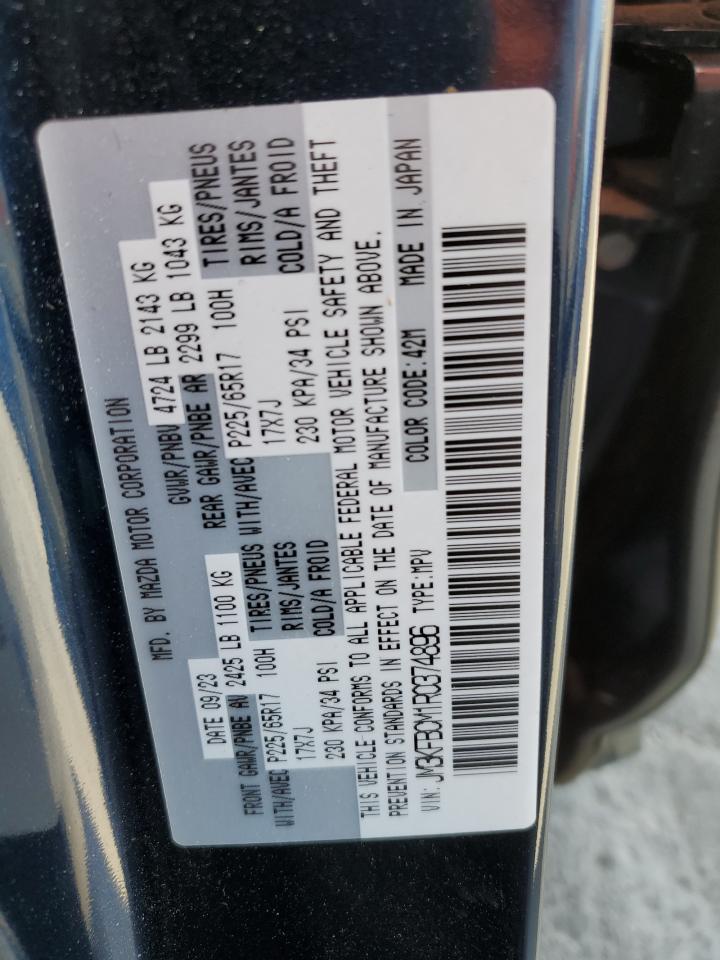 MFD. BY MAZDA MOTOR CORPORATION
DATE 09/23 GVWR/PNBV 4724 LB 2143 KG
FRONT GAWR/PNBE AV 2425 LB 1100 KG REAR GAWR/PNBE AR 2299 LB 1043 KG
WITH/AVEC P225/65R17 100H TIRES/PNEUS WITH/AVEC P225/65R17 100H TIRES/PNEUS
17X7J RIMS/JANTES 17X7J RIMS/JANTES
230 KPA/34 PSI COLD/A FROID 230 KPA/34 PSI COLD/A FROID
THIS VEHICLE CONFORMS TO ALL APPLICABLE FEDERAL MOTOR VEHICLE SAFETY AND THEFT
PREVENTION STANDARDS IN EFFECT ON THE DATE OF MANUFACTURE SHOWN ABOVE.
VIN: JM3KFBCM1R0374896 TYPE:MPV COLOR CODE:42M MADE IN JAPAN